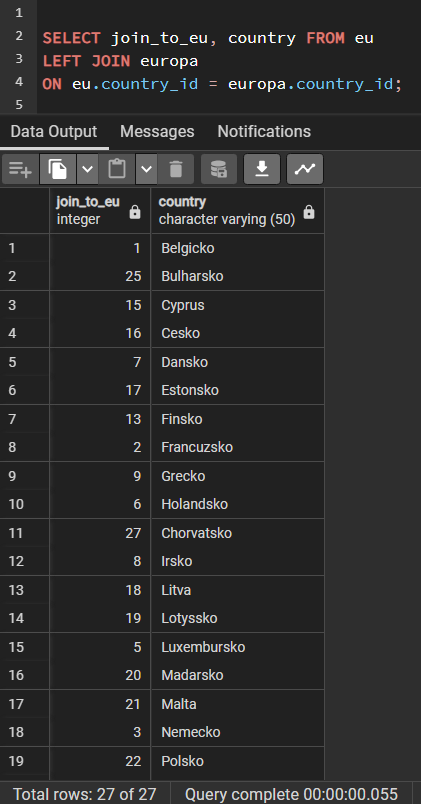 1
2 SELECT join_to_eu, country FROM eu
3 LEFT JOIN europa
4 ON eu.country_id = europa.country_id;
5
Data Output Messages Notifications
join_to_eu country
integer character varying (50)
1 1 Belgicko
2 25 Bulharsko
3 15 Cyprus
4 16 Cesko
5 7 Dansko
6 17 Estonsko
7 13 Finsko
8 2 Francuzsko
9 9 Grecko
10 6 Holandsko
11 27 Chorvatsko
12 8 Irsko
13 18 Litva
14 19 Lotyssko
15 5 Luxembursko
16 20 Madarsko
17 21 Malta
18 3 Nemecko
19 22 Polsko
Total rows: 27 of 27 Query complete 00:00:00.055